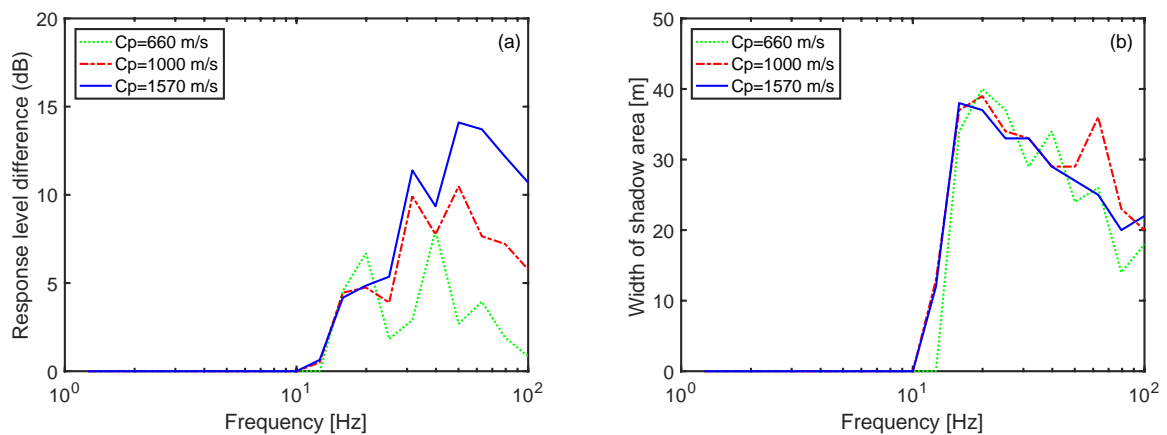 20
15
10
5
0
Response level difference (dB)
Cp=660 m/s
Cp=1000 m/s
Cp=1570 m/s
(a)
10^0
10^1
10^2
Frequency [Hz]
50
40
30
20
10
0
Width of shadow area [m]
Cp=660 m/s
Cp=1000 m/s
Cp=1570 m/s
(b)
10^0
10^1
10^2
Frequency [Hz]